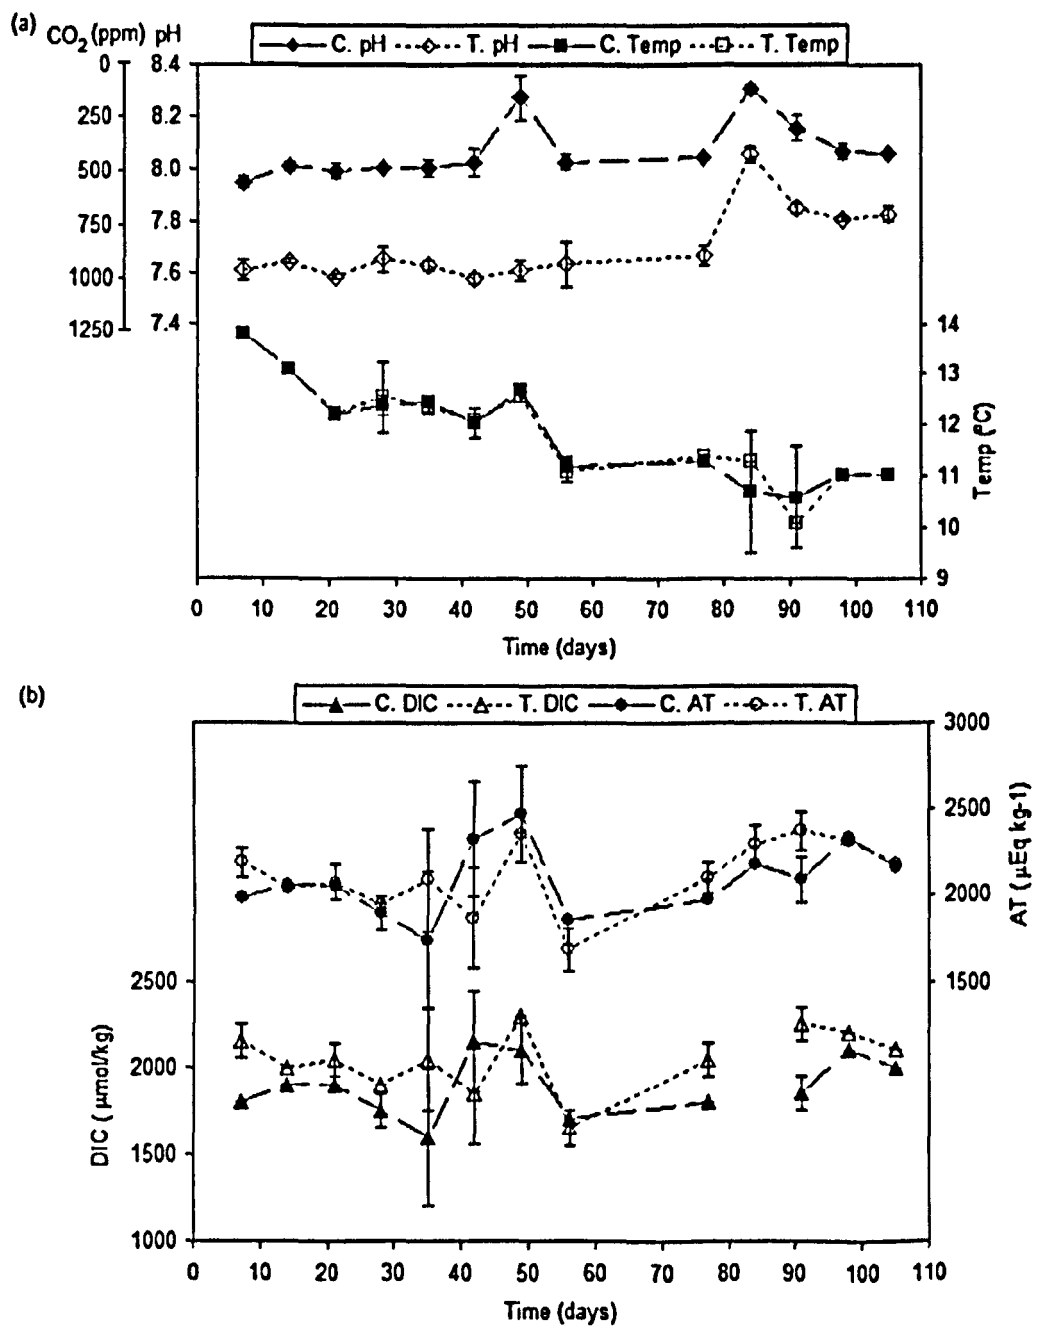 (a)
CO2 (ppm) pH
C. pH T. pH C. Temp T. Temp
0 8.4
250 8.2
500 8.0
750 7.8
1000 7.6
1250 7.4
14
13
12
11
10
9
Temp (ºC)
0 10 20 30 40 50 60 70 80 90 100 110
Time (days)
(b)
C. DIC T. DIC C. AT T. AT
3000
2500
2000
1500
AT (µEq kg-1)
2500
2000
1500
1000
DIC ( µmol/kg)
0 10 20 30 40 50 60 70 80 90 100 110
Time (days)